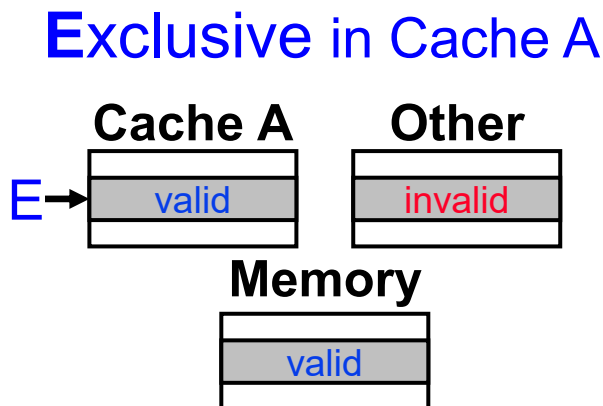 Exclusive in Cache A
Cache A Other
E valid invalid
Memory
valid